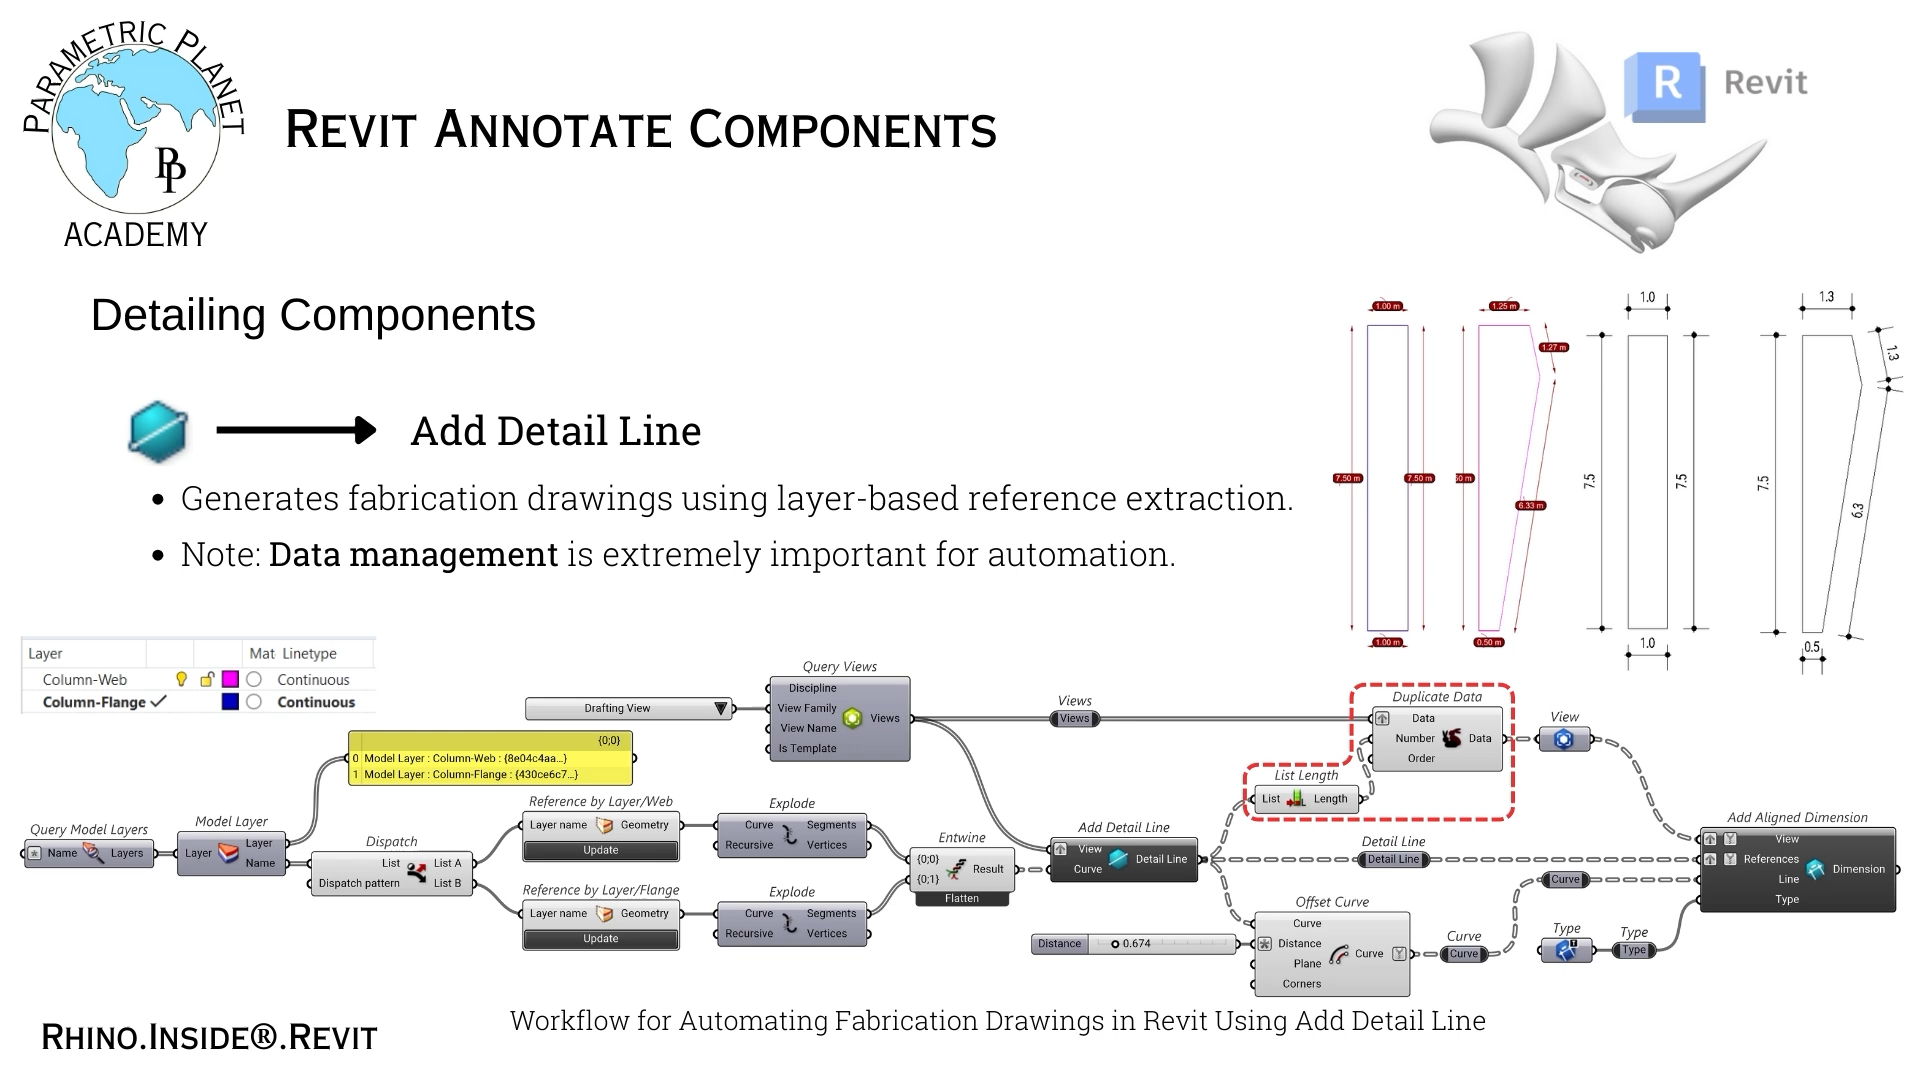 PARAMETRIC PLANET
PP
ACADEMY
REVIT ANNOTATE COMPONENTS
R Revit
Detailing Components
Add Detail Line
• Generates fabrication drawings using layer-based reference extraction.
• Note: Data management is extremely important for automation.
1.00 m
7.50 m
7.50 m
1.00 m
1.25 m
1.27 m
50 m
6.33 m
0.50 m
1.0
7.5
7.5
1.0
1.3
1.3
7.5
6.3
0.5
Layer Mat Linetype
Column-Web Continuous
Column-Flange Continuous
Query Model Layers
Name Layers
Model Layer
Layer Layer
Name
{0;0}
0 Model Layer : Column-Web : {8e04c4aa...}
1 Model Layer : Column-Flange : {430ce6c7...}
Dispatch
List List A
Dispatch pattern List B
Reference by Layer/Web
Layer name Geometry
Update
Reference by Layer/Flange
Layer name Geometry
Update
Explode
Curve Segments
Recursive Vertices
Explode
Curve Segments
Recursive Vertices
Entwine
{0;0}
{0;1} Result
Flatten
Drafting View
Query Views
Discipline
View Family
View Name Views
Is Template
Views
Views
Add Detail Line
View
Curve Detail Line
Duplicate Data
Data
Number Data
Order
List Length
List Length
View
Detail Line
Detail Line
Offset Curve
Curve
Distance
Plane Curve
Corners
Distance 0.674
Curve
Curve
Curve
Type
Type
Type
Add Aligned Dimension
View
References
Line Dimension
Type
RHINO.INSIDE®.REVIT
Workflow for Automating Fabrication Drawings in Revit Using Add Detail Line